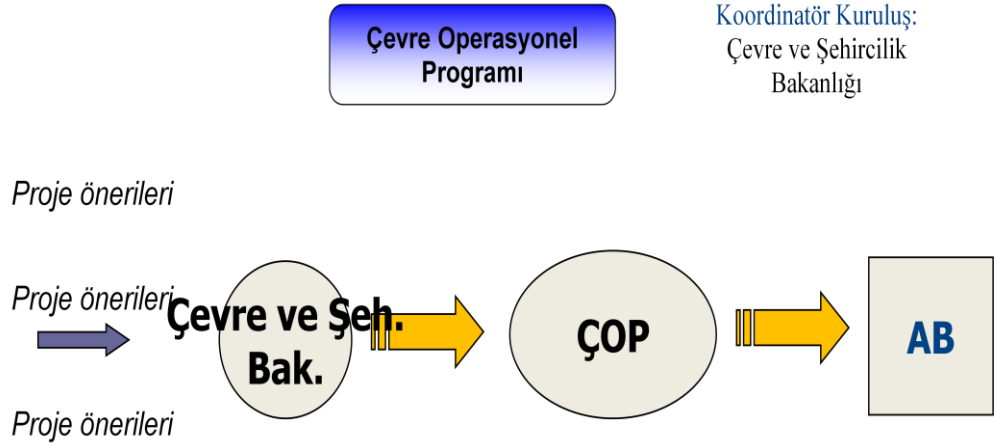 Çevre Operasyonel
Programı
Koordinatör Kuruluş:
Çevre ve Şehircilik
Bakanlığı
Proje önerileri
Proje önerileri
Çevre ve Şeh.
Bak.
ÇOP
AB
Proje önerileri